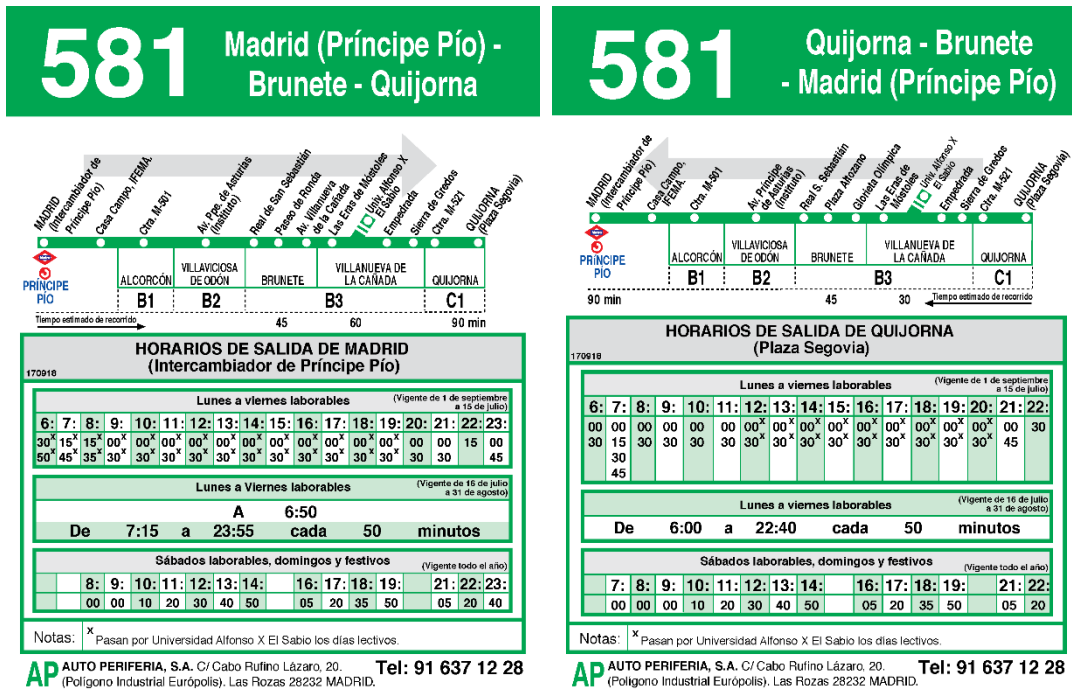 581
Madrid (Príncipe Pío) -
Brunete - Quijorna
MADRID
(Intercambiador de
Príncipe Pío)
Casa Campo, IFEMA.
Ctra. M-501
Av. Ppe. de Asturias
(Instituto)
Real de San Sebastián
Paseo de Ronda
Av. Villanueva
de la Cañada
Las Eras de Móstoles
Univ. Alfonso X
El Sabio
Empedrada
Sierra de Gredos
Ctra. M-521
QUIJORNA
(Plaza Segovia)
Metro
PRÍNCIPE
PÍO
ALCORCÓN
VILLAVICIOSA
DE ODÓN
BRUNETE
VILLANUEVA DE
LA CAÑADA
QUIJORNA
B1 B2 B3 C1
Tiempo estimado de recorrido 45 60 90 min
HORARIOS DE SALIDA DE MADRID
(Intercambiador de Príncipe Pío)
170918
Lunes a viernes laborables (Vigente de 1 de septiembre
a 15 de julio)
6: 7: 8: 9: 10: 11: 12: 13: 14: 15: 16: 17: 18: 19: 20: 21: 22: 23:
30x 15x 15x 00x 00x 00x 00x 00x 00x 00x 00x 00x 00x 00x 00 00 15 00
50x 45x 35x 30x 30x 30x 30x 30x 30x 30x 30x 30x 30x 30x 30 30 45
Lunes a Viernes laborables (Vigente de 16 de julio
a 31 de agosto)
A 6:50
De 7:15 a 23:55 cada 50 minutos
Sábados laborables, domingos y festivos (Vigente todo el año)
8: 9: 10: 11: 12: 13: 14: 16: 17: 18: 19: 21: 22: 23:
00 00 10 20 30 40 50 05 20 35 50 05 20 40
Notas: x Pasan por Universidad Alfonso X El Sabio los días lectivos.
AP AUTO PERIFERIA, S.A. C/ Cabo Rufino Lázaro, 20. Tel: 91 637 12 28
(Polígono Industrial Európolis). Las Rozas 28232 MADRID.
581
Quijorna - Brunete
- Madrid (Príncipe Pío)
MADRID
(Intercambiador de
Príncipe Pío)
Casa Campo,
IFEMA.
Ctra. M-501
Av. Príncipe
de Asturias
(Instituto)
Real S. Sebastián
Plaza Altozano
Glorieta Olímpica
Las Eras de
Móstoles
Univ. Alfonso X
El Sabio
Empedrada
Sierra de Gredos
Ctra. M-521
QUIJORNA
(Plaza Segovia)
Metro
PRÍNCIPE
PÍO
ALCORCÓN
VILLAVICIOSA
DE ODÓN
BRUNETE
VILLANUEVA DE
LA CAÑADA
QUIJORNA
B1 B2 B3 C1
90 min 45 30 Tiempo estimado de recorrido
HORARIOS DE SALIDA DE QUIJORNA
(Plaza Segovia)
170918
Lunes a viernes laborables (Vigente de 1 de septiembre
a 15 de julio)
6: 7: 8: 9: 10: 11: 12: 13: 14: 15: 16: 17: 18: 19: 20: 21: 22:
00 00 00 00 00 00x 00x 00x 00x 00x 00x 00x 00x 00x 00x 00 30
30 15 30 30 30 30x 30x 30x 30x 30x 30x 30x 30x 30x 30 45
30
45
Lunes a viernes laborables (Vigente de 16 de julio
a 31 de agosto)
De 6:00 a 22:40 cada 50 minutos
Sábados laborables, domingos y festivos (Vigente todo el año)
7: 8: 9: 10: 11: 12: 13: 14: 16: 17: 18: 19: 21: 22:
00 00 00 10 20 30 40 50 05 20 35 50 05 20
Notas: x Pasan por Universidad Alfonso X El Sabio los días lectivos.
AP AUTO PERIFERIA, S.A. C/ Cabo Rufino Lázaro, 20. Tel: 91 637 12 28
(Polígono Industrial Európolis). Las Rozas 28232 MADRID.